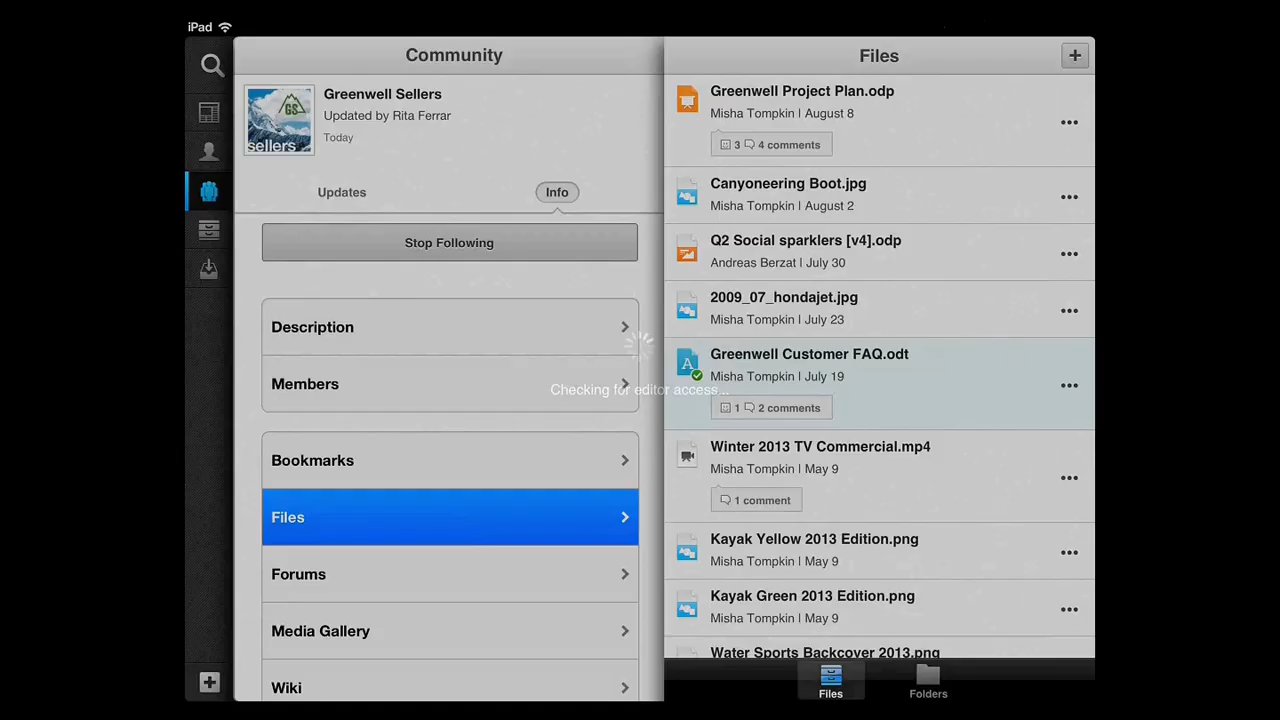 iPad
Community
GS
sellers
Greenwell Sellers
Updated by Rita Ferrar
Today
Updates
Info
Stop Following
Description
Members
Checking for editor access...
Bookmarks
Files
Forums
Media Gallery
Wiki
Files
+
Greenwell Project Plan.odp
Misha Tompkin | August 8
3 4 comments
Canyoneering Boot.jpg
Misha Tompkin | August 2
Q2 Social sparklers [v4].odp
Andreas Berzat | July 30
2009_07_hondajet.jpg
Misha Tompkin | July 23
A
Greenwell Customer FAQ.odt
Misha Tompkin | July 19
1 2 comments
Winter 2013 TV Commercial.mp4
Misha Tompkin | May 9
1 comment
Kayak Yellow 2013 Edition.png
Misha Tompkin | May 9
Kayak Green 2013 Edition.png
Misha Tompkin | May 9
Water Sports Backcover 2013.png
Files
Folders